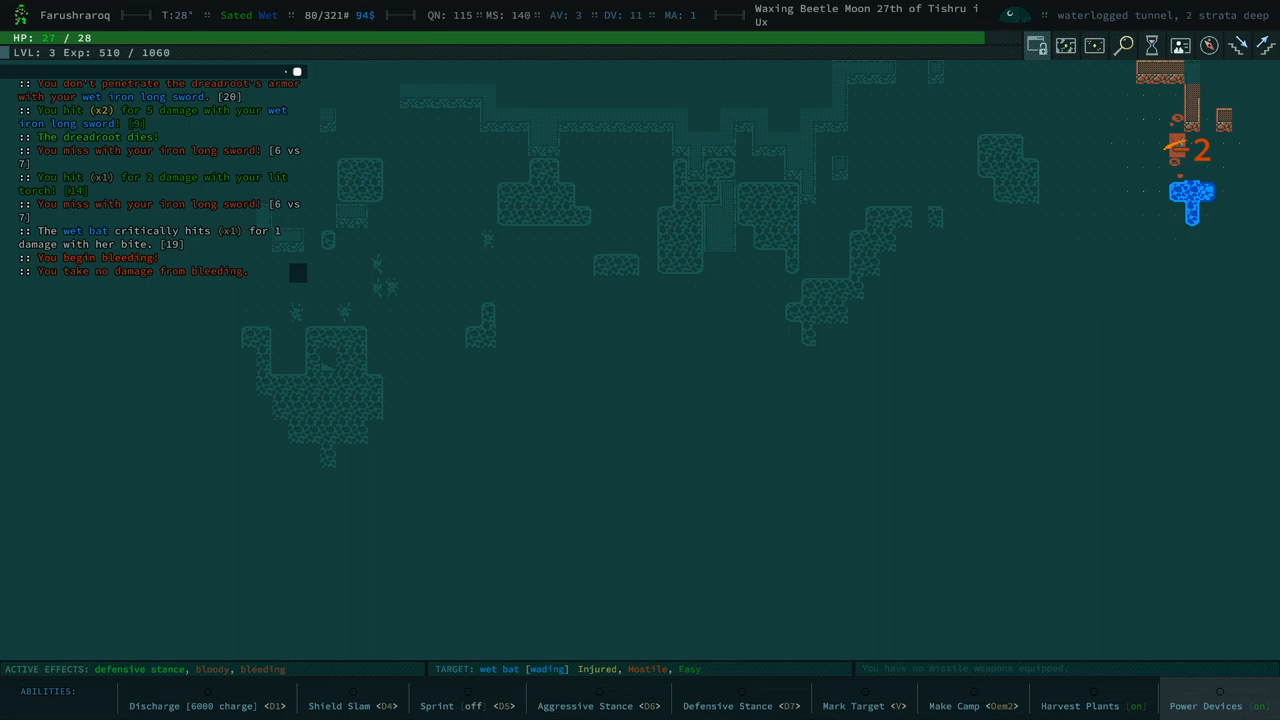 Farushraroq T:28° :: Sated Wet :: 80/321# 94$ QN: 115 :: MS: 140 :: AV: 3 :: DV: 11 :: MA: 1 Waxing Beetle Moon 27th of Tishru i
Ux :: waterlogged tunnel, 2 strata deep
HP: 27 / 28
LVL: 3 Exp: 510 / 1060
:: You don't penetrate the dreadroot's armor
with your wet iron long sword. [20]
:: You hit (x2) for 5 damage with your wet
iron long sword! [9]
:: The dreadroot dies!
:: You miss with your iron long sword! [6 vs
7]
:: You hit (x1) for 2 damage with your lit
torch! [14]
:: You miss with your iron long sword! [6 vs
7]
:: The wet bat critically hits (x1) for 1
damage with her bite. [19]
:: You begin bleeding!
:: You take no damage from bleeding.
-2
ACTIVE EFFECTS: defensive stance, bloody, bleeding
TARGET: wet bat [wading] Injured, Hostile, Easy
You have no missile weapons equipped.
ABILITIES:
Discharge [6000 charge] <D1>
Shield Slam <D4>
Sprint [off] <D5>
Aggressive Stance <D6>
Defensive Stance <D7>
Mark Target <V>
Make Camp <Oem2>
Harvest Plants [on]
Power Devices [on]